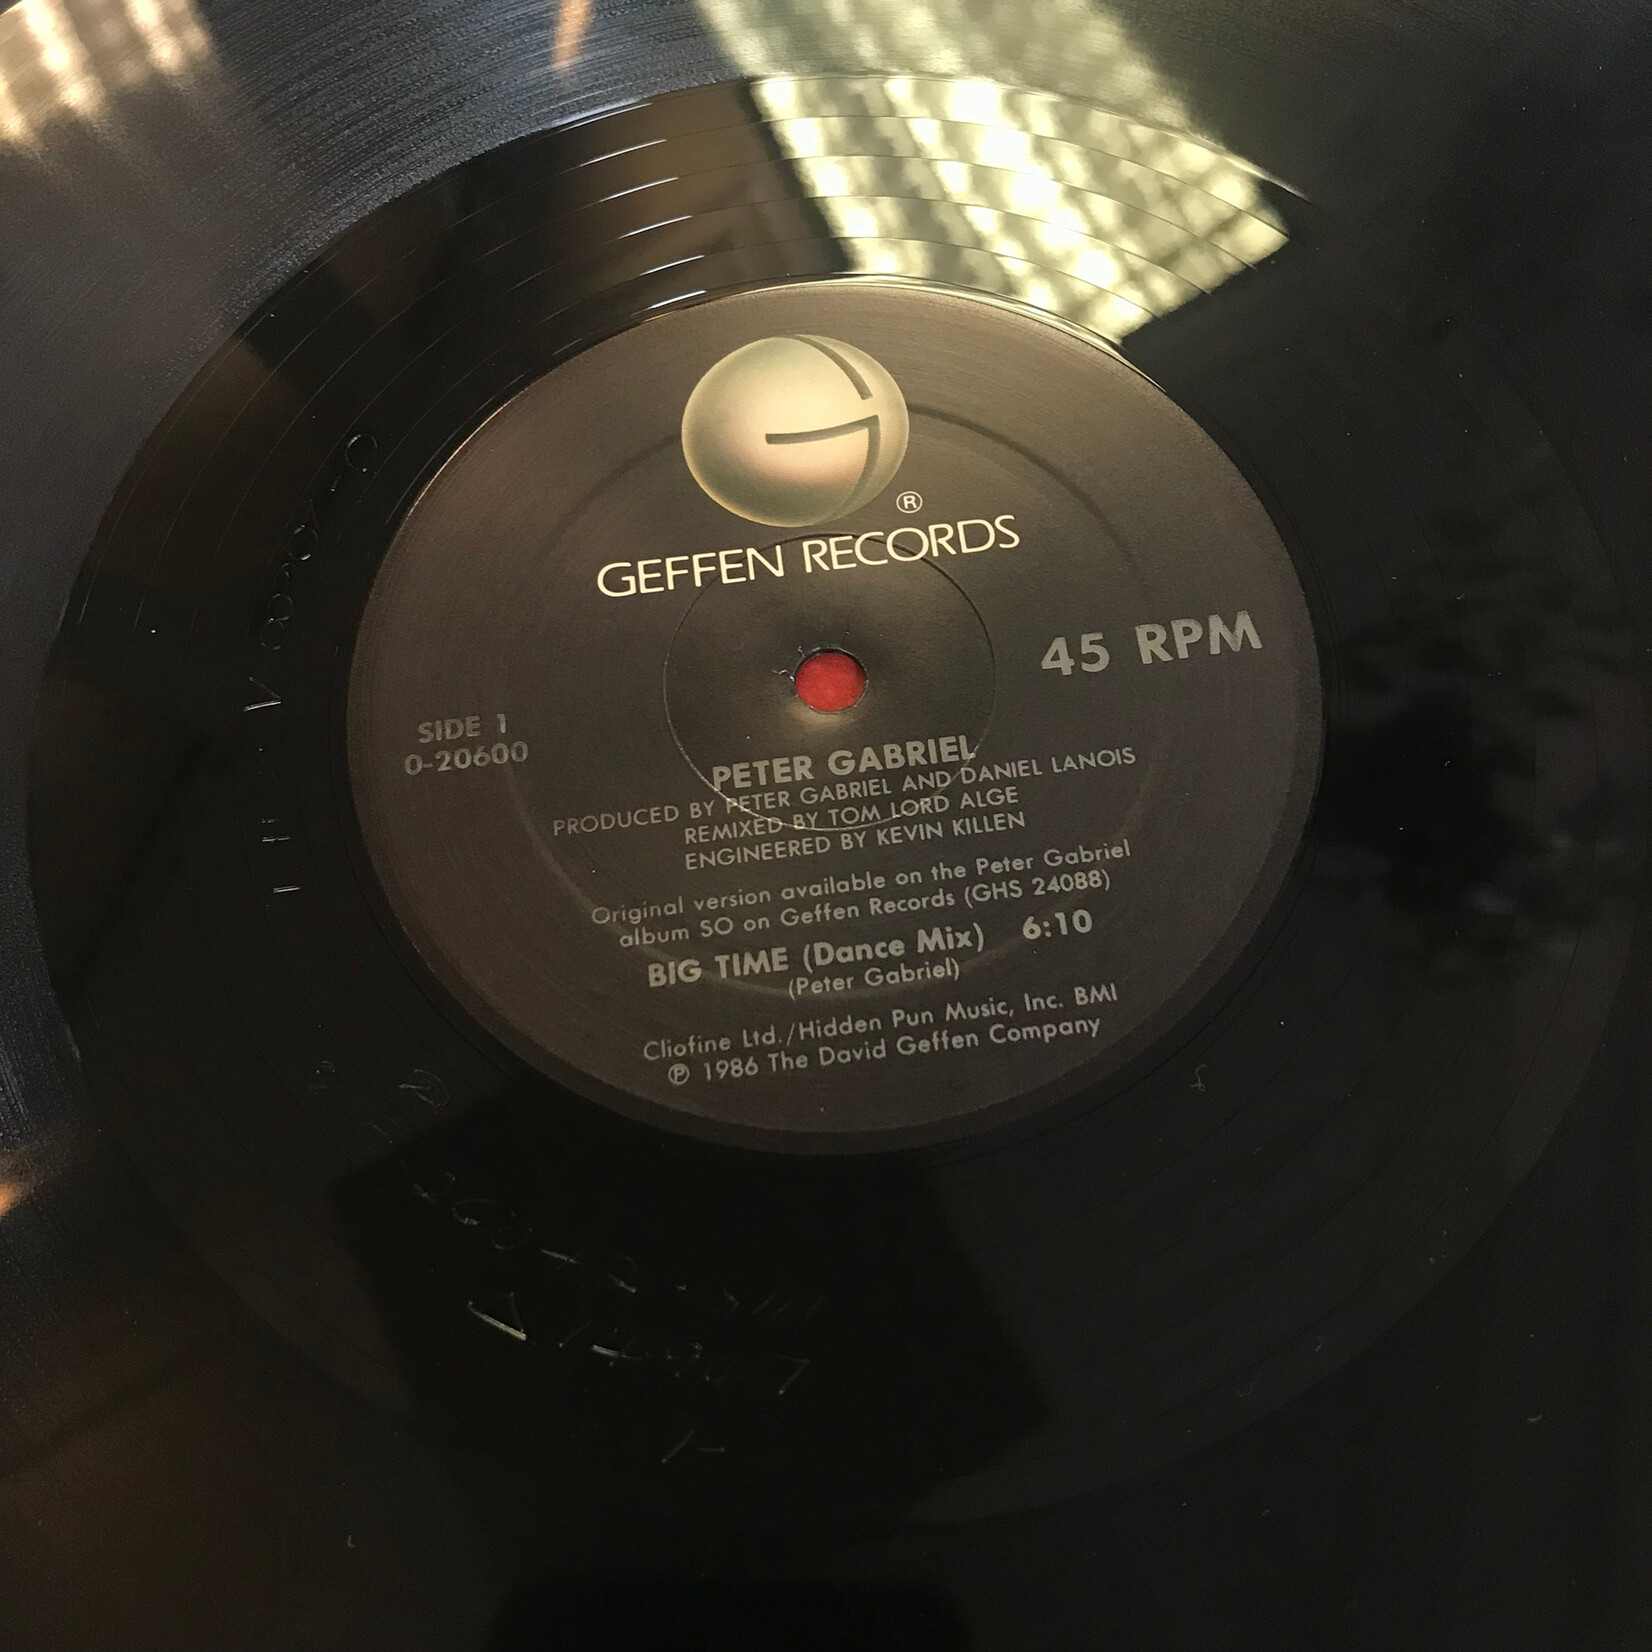 G
®
GEFFEN RECORDS
45 RPM
SIDE 1
0-20600
PETER GABRIEL
PRODUCED BY PETER GABRIEL AND DANIEL LANOIS
REMIXED BY TOM LORD ALGE
ENGINEERED BY KEVIN KILLEN
Original version available on the Peter Gabriel
album SO on Geffen Records (GHS 24088)
BIG TIME (Dance Mix) 6:10
(Peter Gabriel)
Cliofine Ltd./Hidden Pun Music, Inc. BMI
℗ 1986 The David Geffen Company